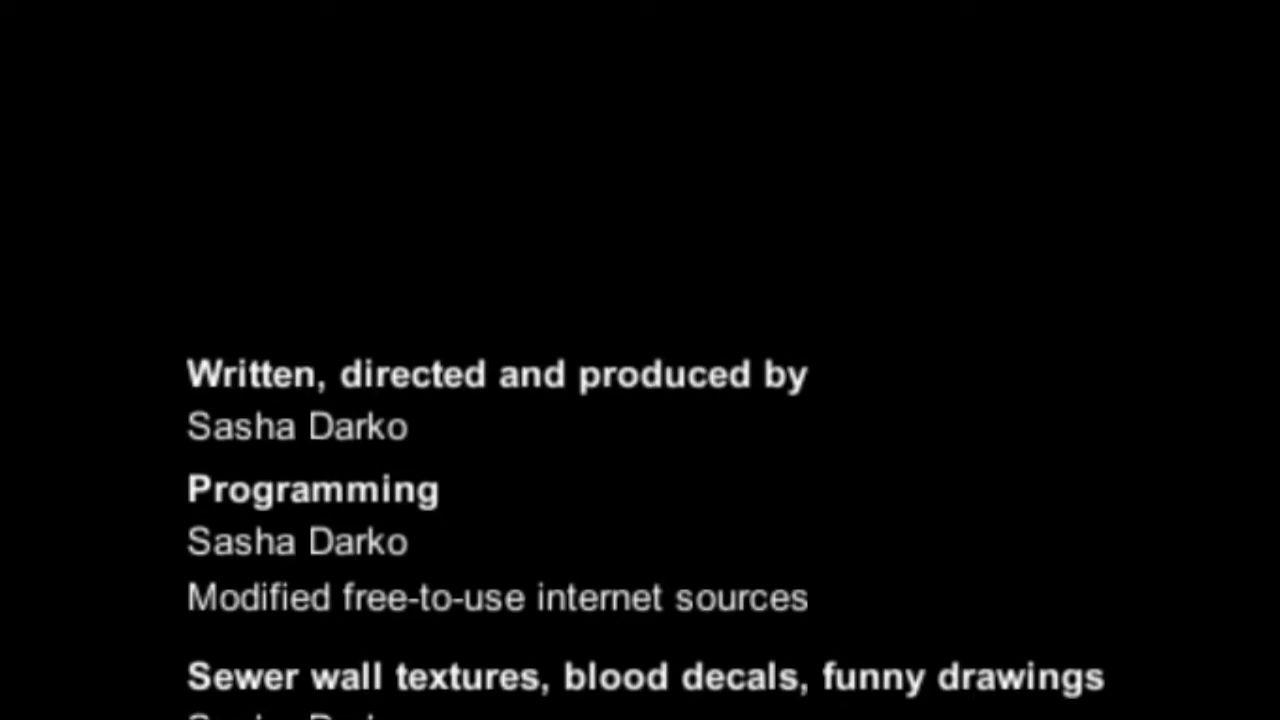 Written, directed and produced by
Sasha Darko
Programming
Sasha Darko
Modified free-to-use internet sources
Sewer wall textures, blood decals, funny drawings